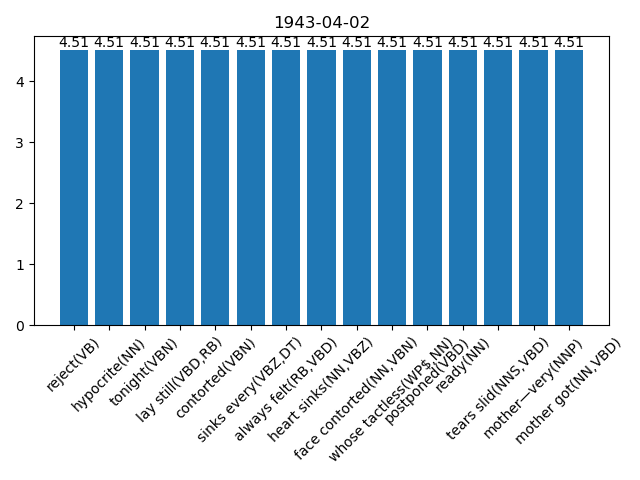 1943-04-02
4.51 4.51 4.51 4.51 4.51 4.51 4.51 4.51 4.51 4.51 4.51 4.51 4.51 4.51 4.51
4
3
2
1
0
reject(VB)
hypocrite(NN)
tonight(VBN)
lay still(VBD,RB)
contorted(VBN)
sinks every(VBZ,DT)
always felt(RB,VBD)
heart sinks(NN,VBZ)
face contorted(NN,VBN)
whose tactless(WP$,NN)
postponed(VBD)
ready(NN)
tears slid(NNS,VBD)
mother—very(NNP)
mother got(NN,VBD)